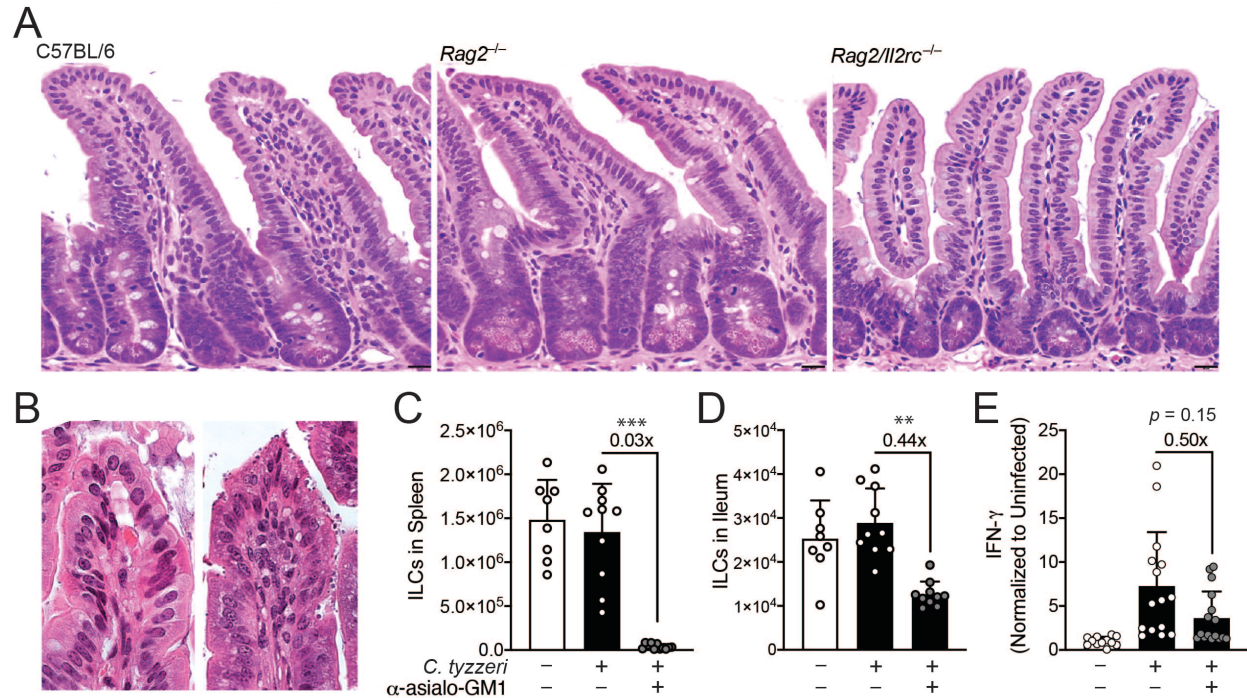 A
C57BL/6
Rag2–/–
Rag2/Il2rc–/–
B
C
ILCs in Spleen
2.5×10⁶
2.0×10⁶
1.5×10⁶
1.0×10⁶
5.0×10⁵
0
***
0.03x
C. tyzzeri – + +
α-asialo-GM1 – – +
D
ILCs in Ileum
5×10⁴
4×10⁴
3×10⁴
2×10⁴
1×10⁴
0
**
0.44x
– + +
– – +
E
IFN-γ
(Normalized to Uninfected)
25
20
15
10
5
0
p = 0.15
0.50x
– + +
– – +